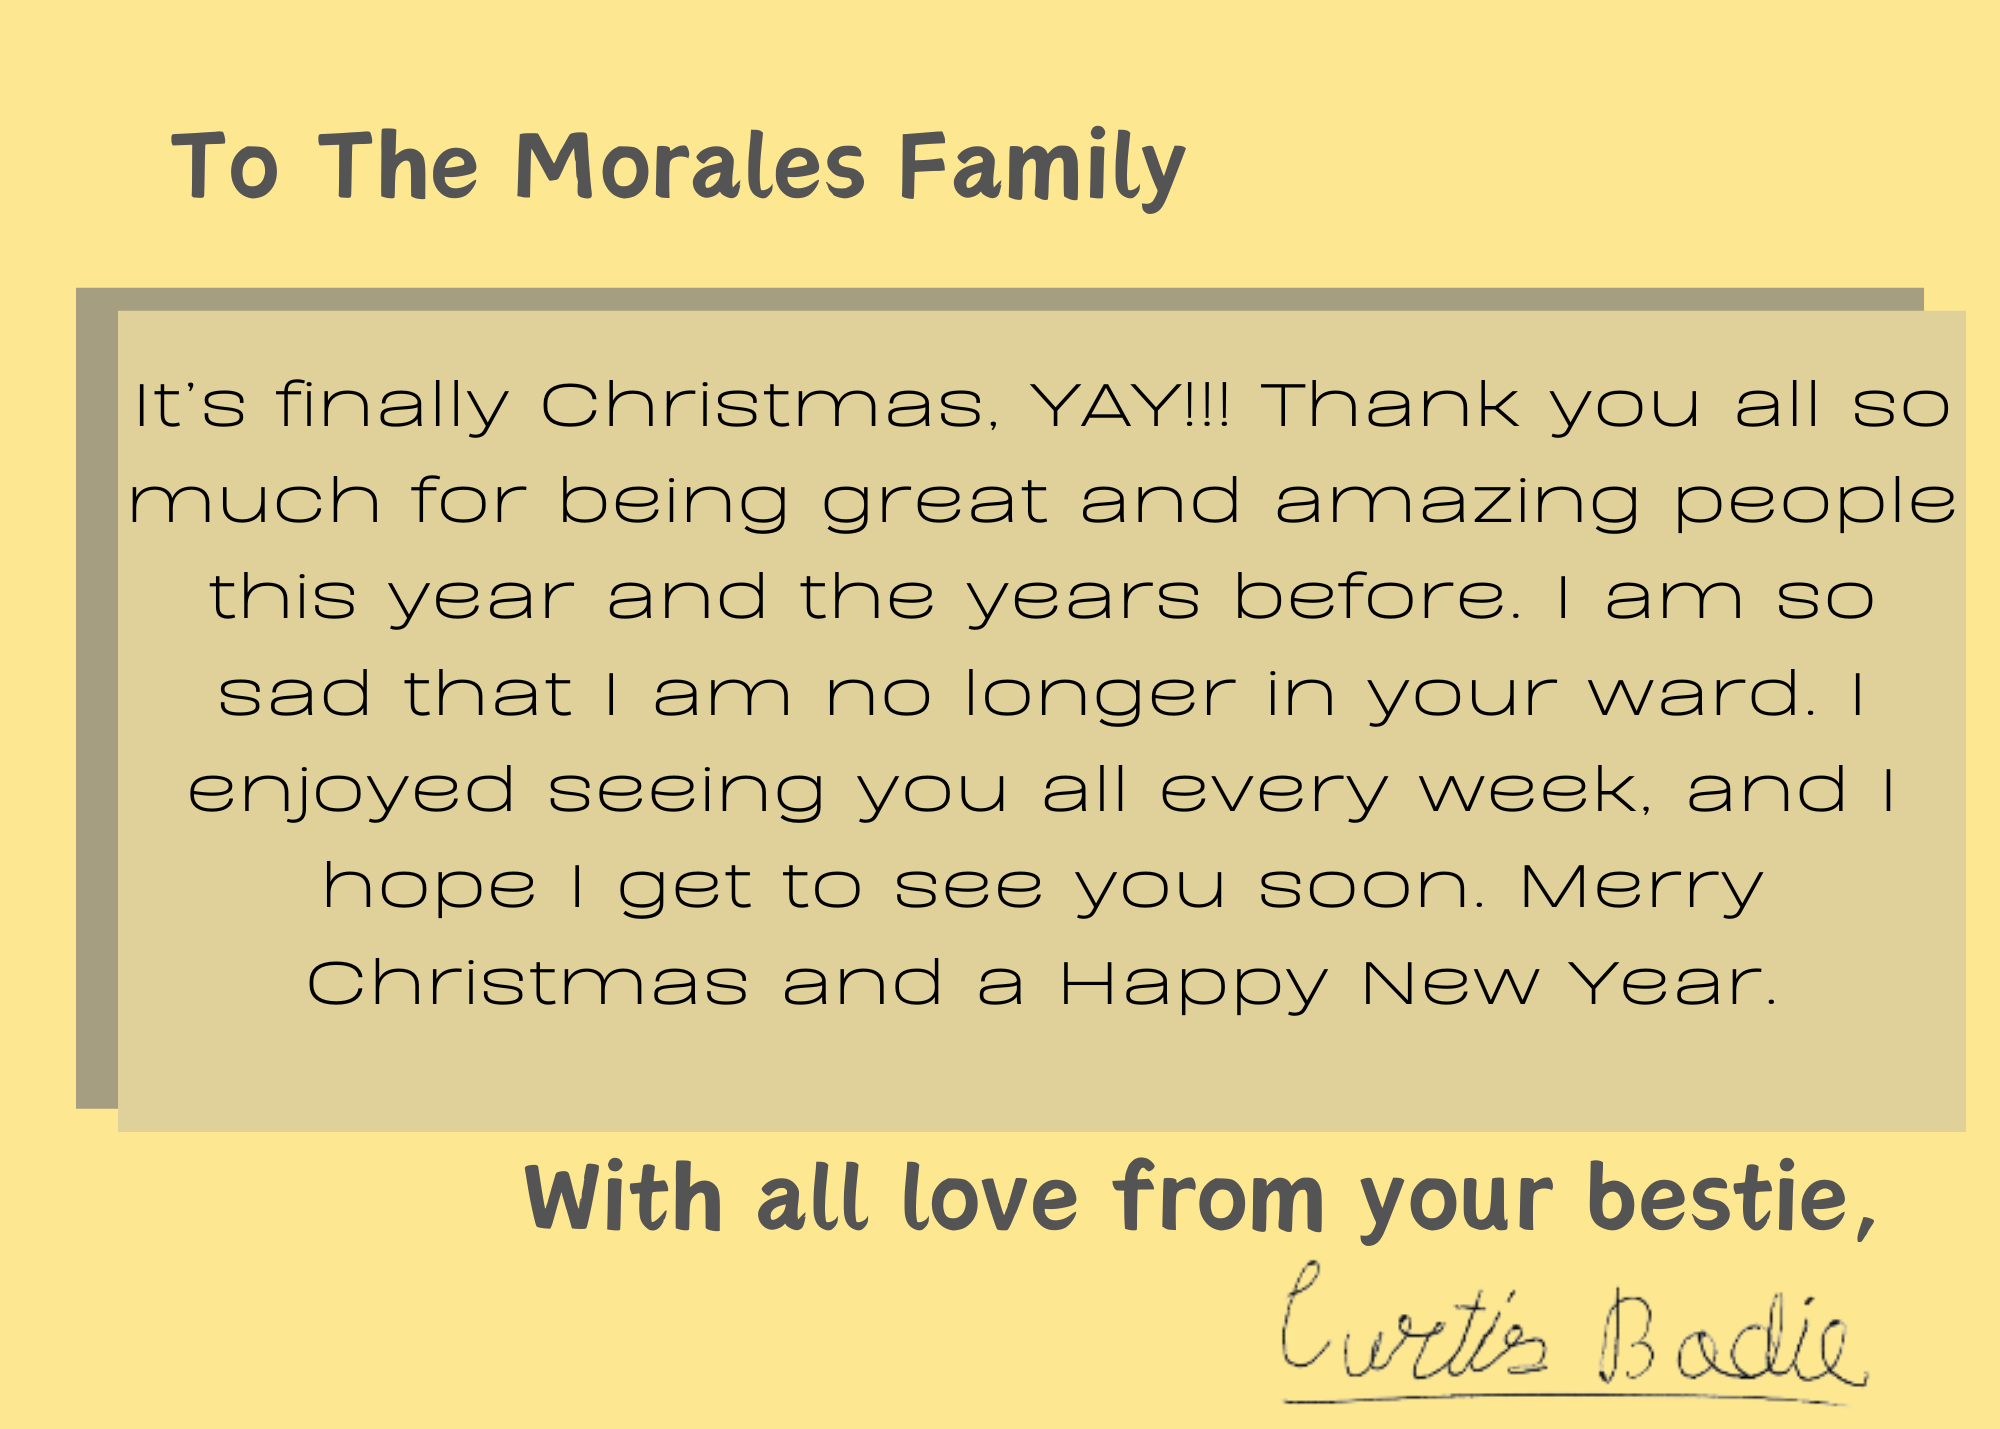 To The Morales Family
It’s finally Christmas, YAY!!! Thank you all so
much for being great and amazing people
this year and the years before. I am so
sad that I am no longer in your ward. I
enjoyed seeing you all every week, and I
hope I get to see you soon. Merry
Christmas and a Happy New Year.
With all love from your bestie,
Curtis Bodie